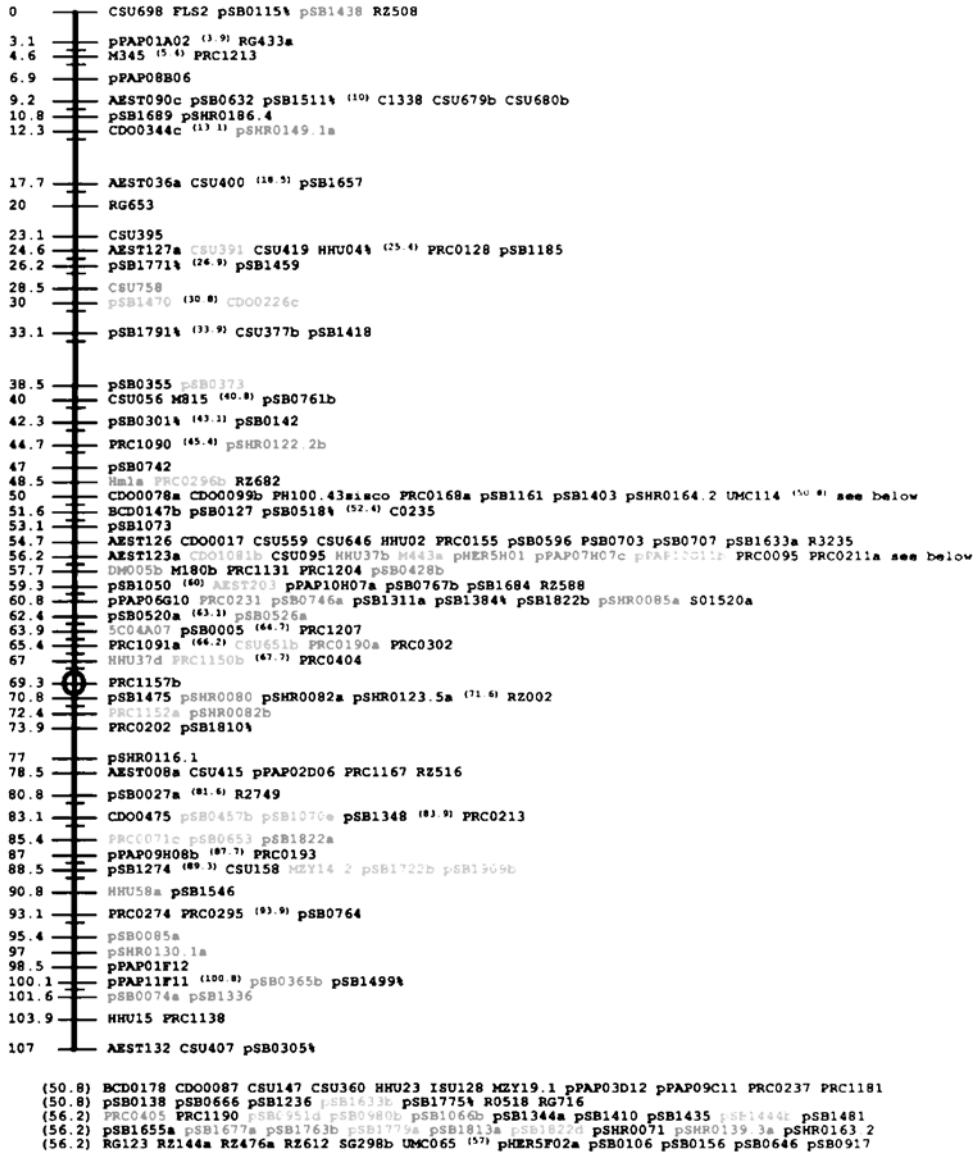 0 CSU698 FLS2 pSB0115% pSB1438 RZ508
3.1 pPAP01A02 (3.9) RG433a
4.6 M345 (5.4) PRC1213
6.9 pPAP08B06
9.2 AEST090c pSB0632 pSB1511% (10) C1338 CSU679b CSU680b
10.8 pSB1689 pSHR0186.4
12.3 CDO0344c (13.1) pSHR0149.1a
17.7 AEST036a CSU400 (18.5) pSB1657
20 RG653
23.1 CSU395
24.6 AEST127a CSU391 CSU419 HHU04% (25.4) PRC0128 pSB1185
26.2 pSB1771% (26.9) pSB1459
28.5 CSU758
30 pSB1470 (30.8) CDO0226c
33.1 pSB1791% (33.9) CSU377b pSB1418
38.5 pSB0355 pSB0373
40 CSU056 M815 (40.8) pSB0761b
42.3 pSB0301% (43.1) pSB0142
44.7 PRC1090 (45.4) pSHR0122.2b
47 pSB0742
48.5 Hm1a PRC0296b RZ682
50 CDO0078a CDO0099b PH100.43sisco PRC0168a pSB1161 pSB1403 pSHR0164.2 UMC114 (50.8) see below
51.6 BCD0147b pSB0127 pSB0518% (52.4) C0235
53.1 pSB1073
54.7 AEST126 CDO0017 CSU559 CSU646 HHU02 PRC0155 pSB0596 PSB0703 pSB0707 pSB1633a R3235
56.2 AEST123a CDO1081b CSU095 HHU37b M443a pHER5H01 pPAP07H07c PRC0095 PRC0211a see below
57.7 DM005b M180b PRC1131 PRC1204 pSB0428b
59.3 pSB1050 (60) AEST203 pPAP10H07a pSB0767b pSB1684 RZ588
60.8 pPAP06G10 PRC0231 pSB0746a pSB1311a pSB1384% pSB1822b pSHR0085a S01520a
62.4 pSB0520a (63.1) pSB0526a
63.9 5C04A07 pSB0005 (64.7) PRC1207
65.4 PRC1091a (66.2) CSU651b PRC0190a PRC0302
67 HHU37d PRC1150b (67.7) PRC0404
69.3 PRC1157b
70.8 pSB1475 pSHR0080 pSHR0082a pSHR0123.5a (71.6) RZ002
72.4 PRC1152a pSHR0082b
73.9 PRC0202 pSB1810%
77 pSHR0116.1
78.5 AEST008a CSU415 pPAP02D06 PRC1167 RZ516
80.8 pSB0027a (81.6) R2749
83.1 CDO0475 pSB0457b pSB1070e pSB1348 (83.9) PRC0213
85.4 PRC0071c pSB0653 pSB1822a
87 pPAP09H08b (87.7) PRC0193
88.5 pSB1274 (89.3) CSU158 MZY14 2 pSB1722b pSB1909b
90.8 HHU58a pSB1546
93.1 PRC0274 PRC0295 (93.9) pSB0764
95.4 pSB0085a
97 pSHR0130.1a
98.5 pPAP01F12
100.1 pPAP11F11 (100.8) pSB0365b pSB1499%
101.6 pSB0074a pSB1336
103.9 HHU15 PRC1138
107 AEST132 CSU407 pSB0305%
(50.8) BCD0178 CDO0087 CSU147 CSU360 HHU23 ISU128 MZY19.1 pPAP03D12 pPAP09C11 PRC0237 PRC1181
(50.8) pSB0138 pSB0666 pSB1236 pSB1633b pSB1775% R0518 RG716
(56.2) PRC0405 PRC1190 pSB0951d pSB0980b pSB1066b pSB1344a pSB1410 pSB1435 pSB1481
(56.2) pSB1655a pSB1677a pSB1763b pSB1779a pSB1813a pSB1822d pSHR0071 pSHR0139.3a pSHR0163.2
(56.2) RG123 RZ144a RZ476a RZ612 SG298b UMC065 (57) pHER5F02a pSB0106 pSB0156 pSB0646 pSB0917